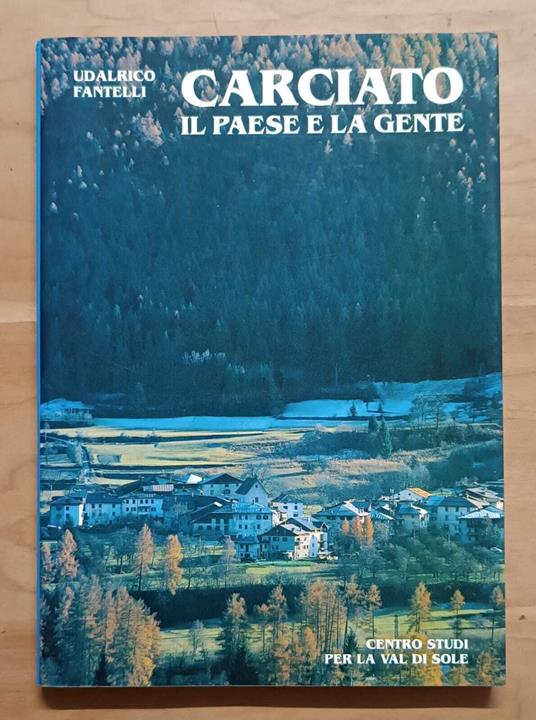 UDALRICO
FANTELLI
CARCIATO
IL PAESE E LA GENTE
CENTRO STUDI
PER LA VAL DI SOLE